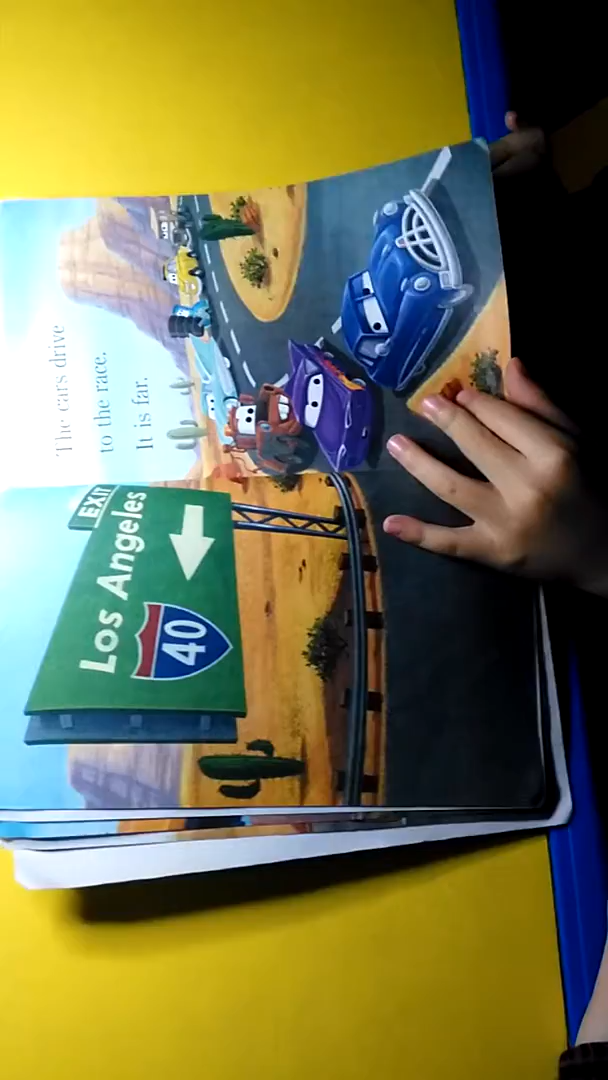 EXIT
Los Angeles
40
The cars drive
to the race.
It is far.